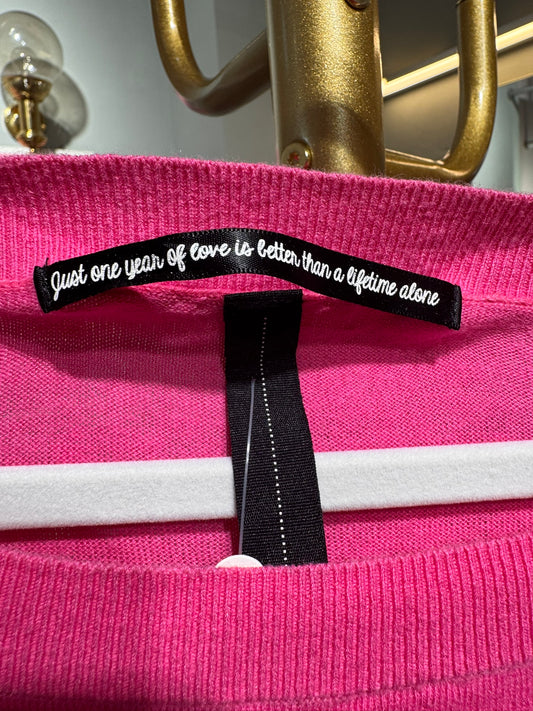 Just one year of love is better than a lifetime alone